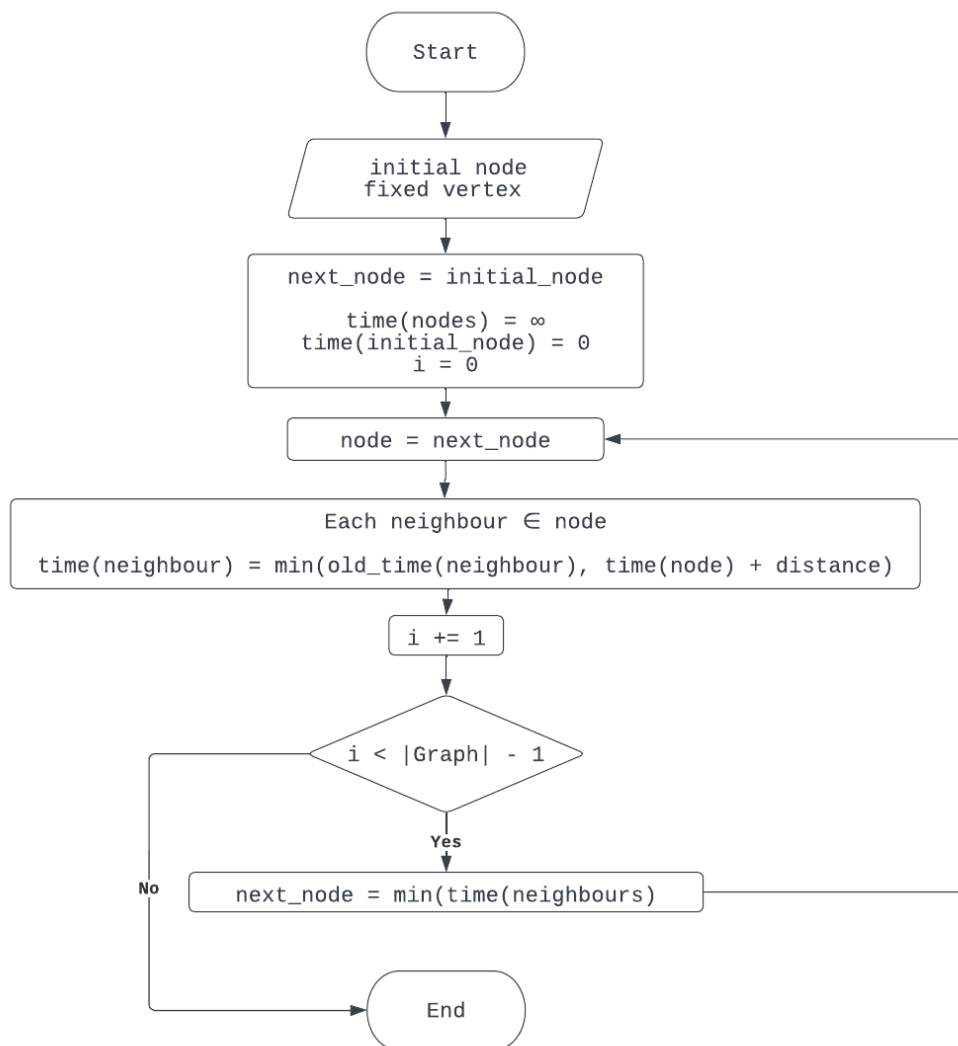 Start
initial node
fixed vertex
next_node = initial_node
time(nodes) = ∞
time(initial_node) = 0
i = 0
node = next_node
Each neighbour ∈ node
time(neighbour) = min(old_time(neighbour), time(node) + distance)
i += 1
i < |Graph| - 1
Yes
No
next_node = min(time(neighbours)
End